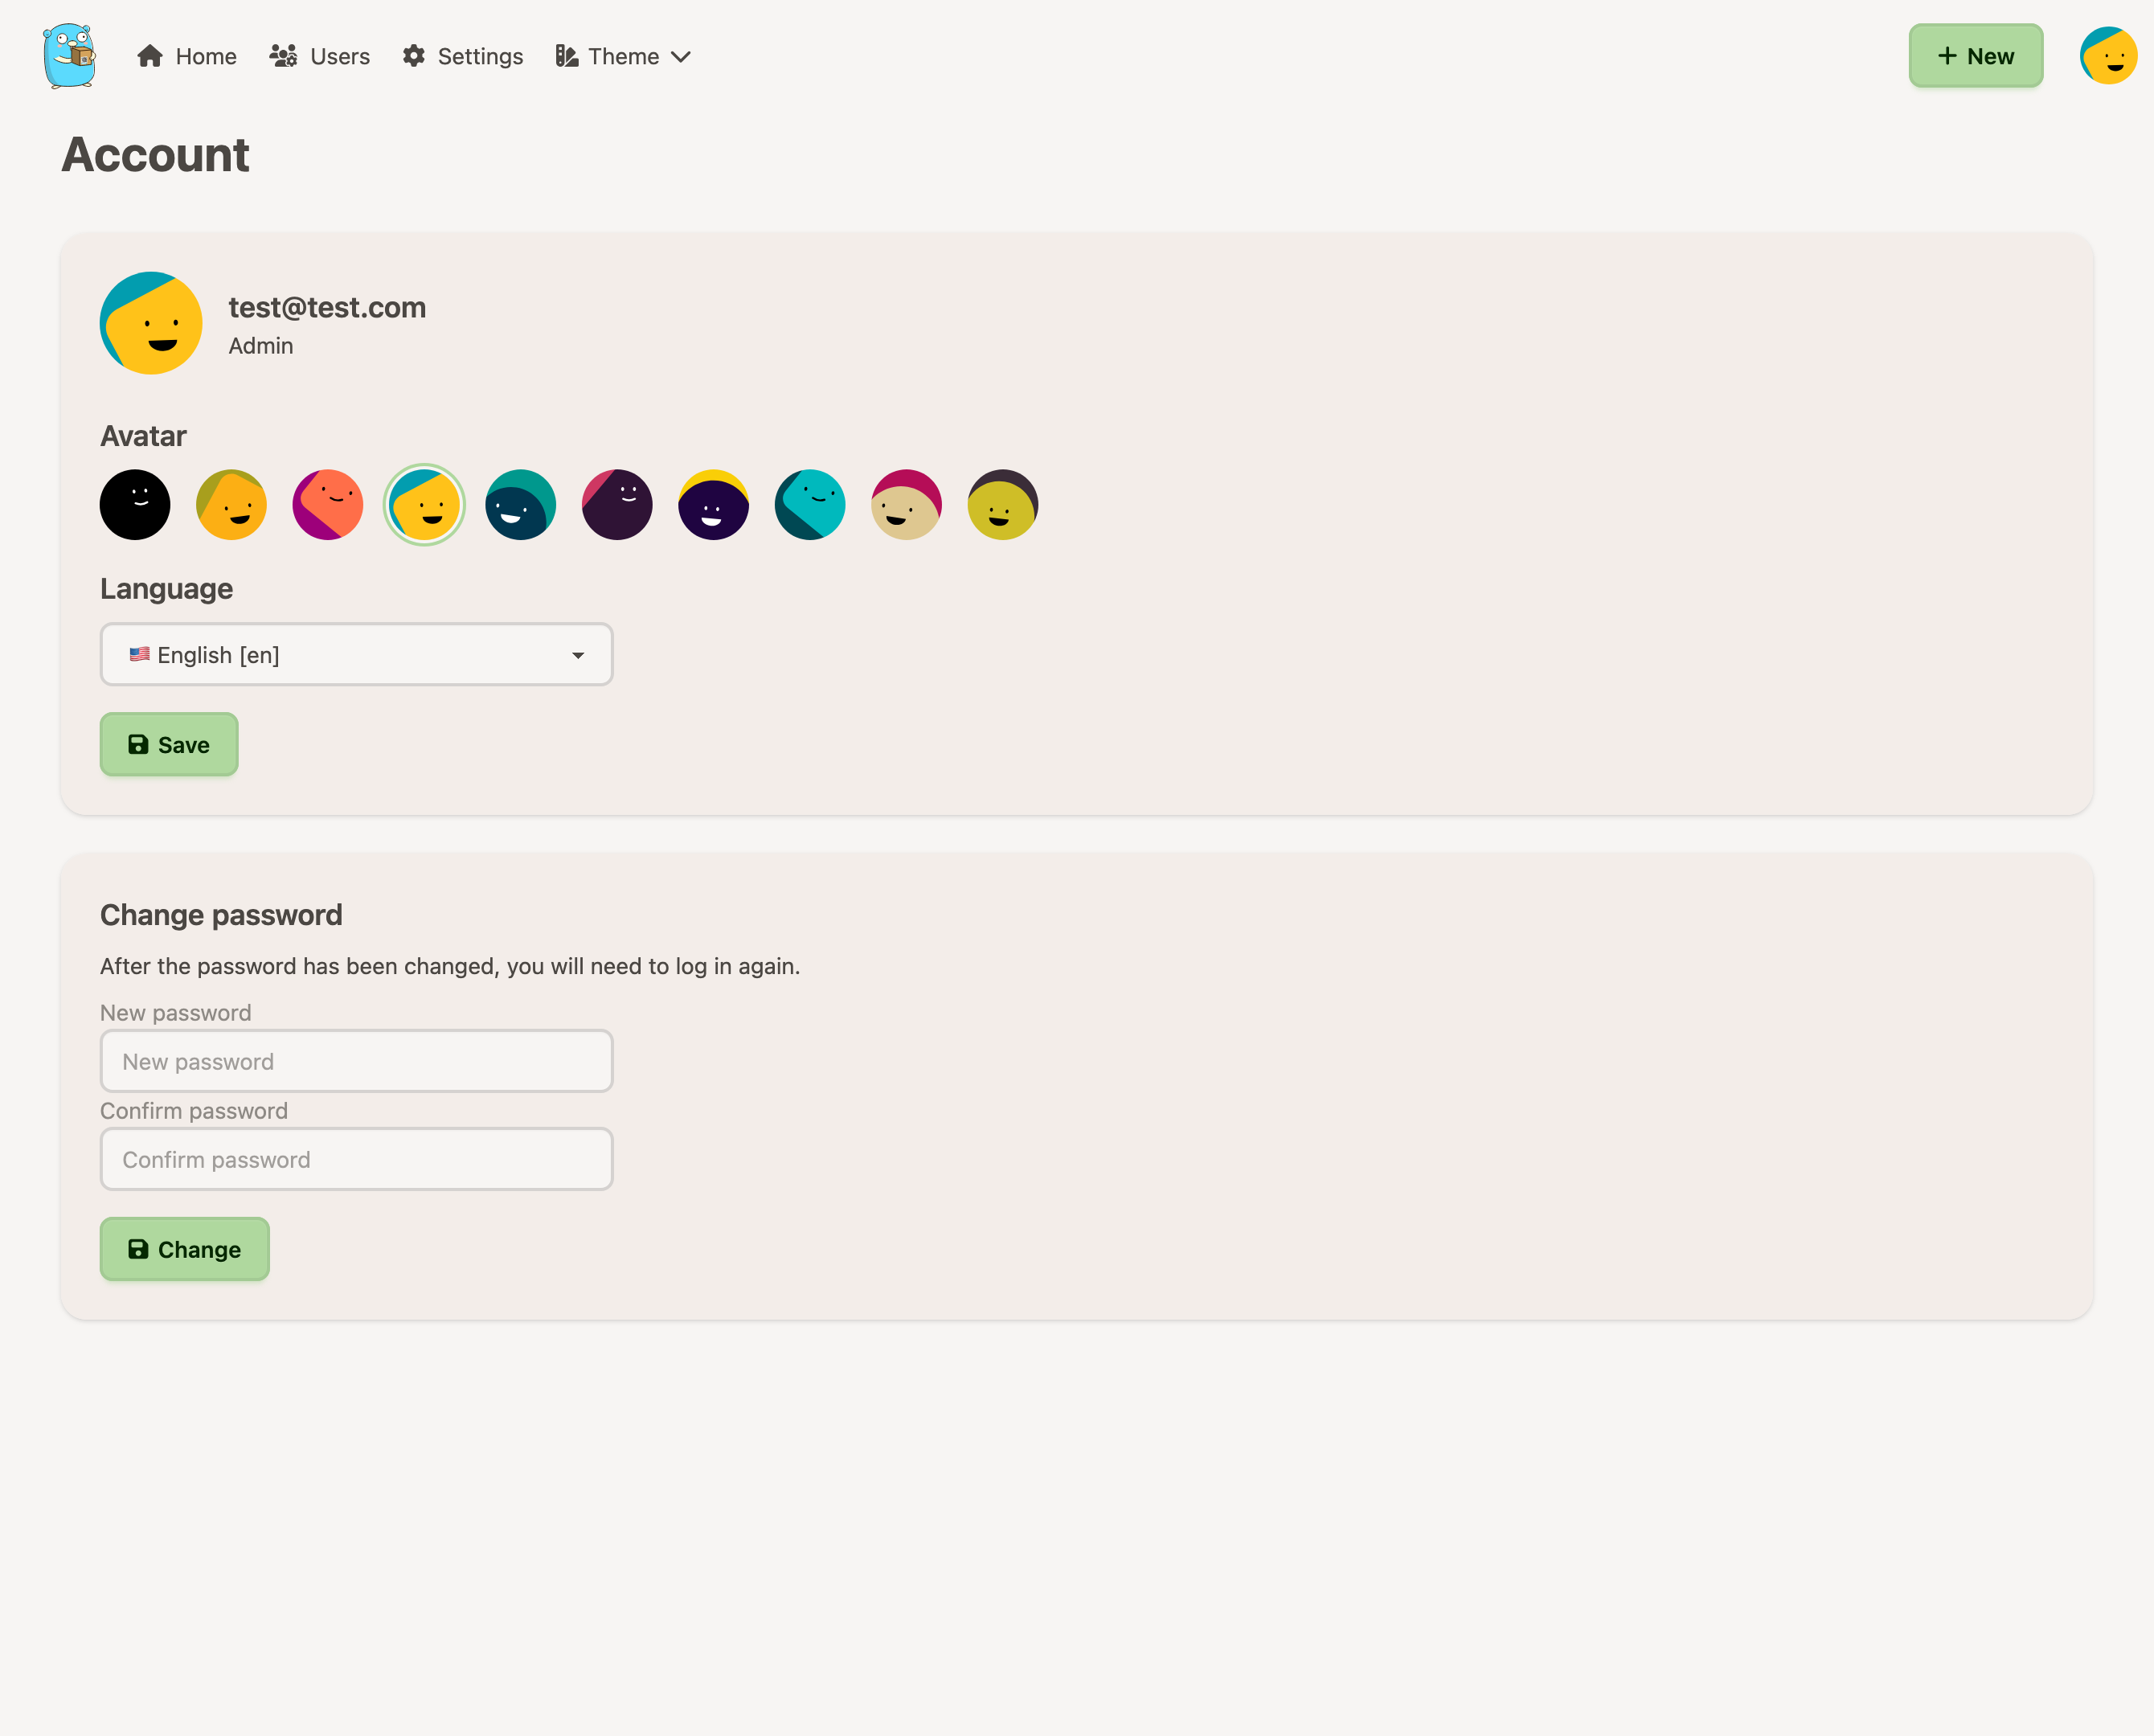 Home Users Settings Theme + New
Account
test@test.com
Admin
Avatar
Language
🇺🇸 English [en]
Save
Change password
After the password has been changed, you will need to log in again.
New password
New password
Confirm password
Confirm password
Change